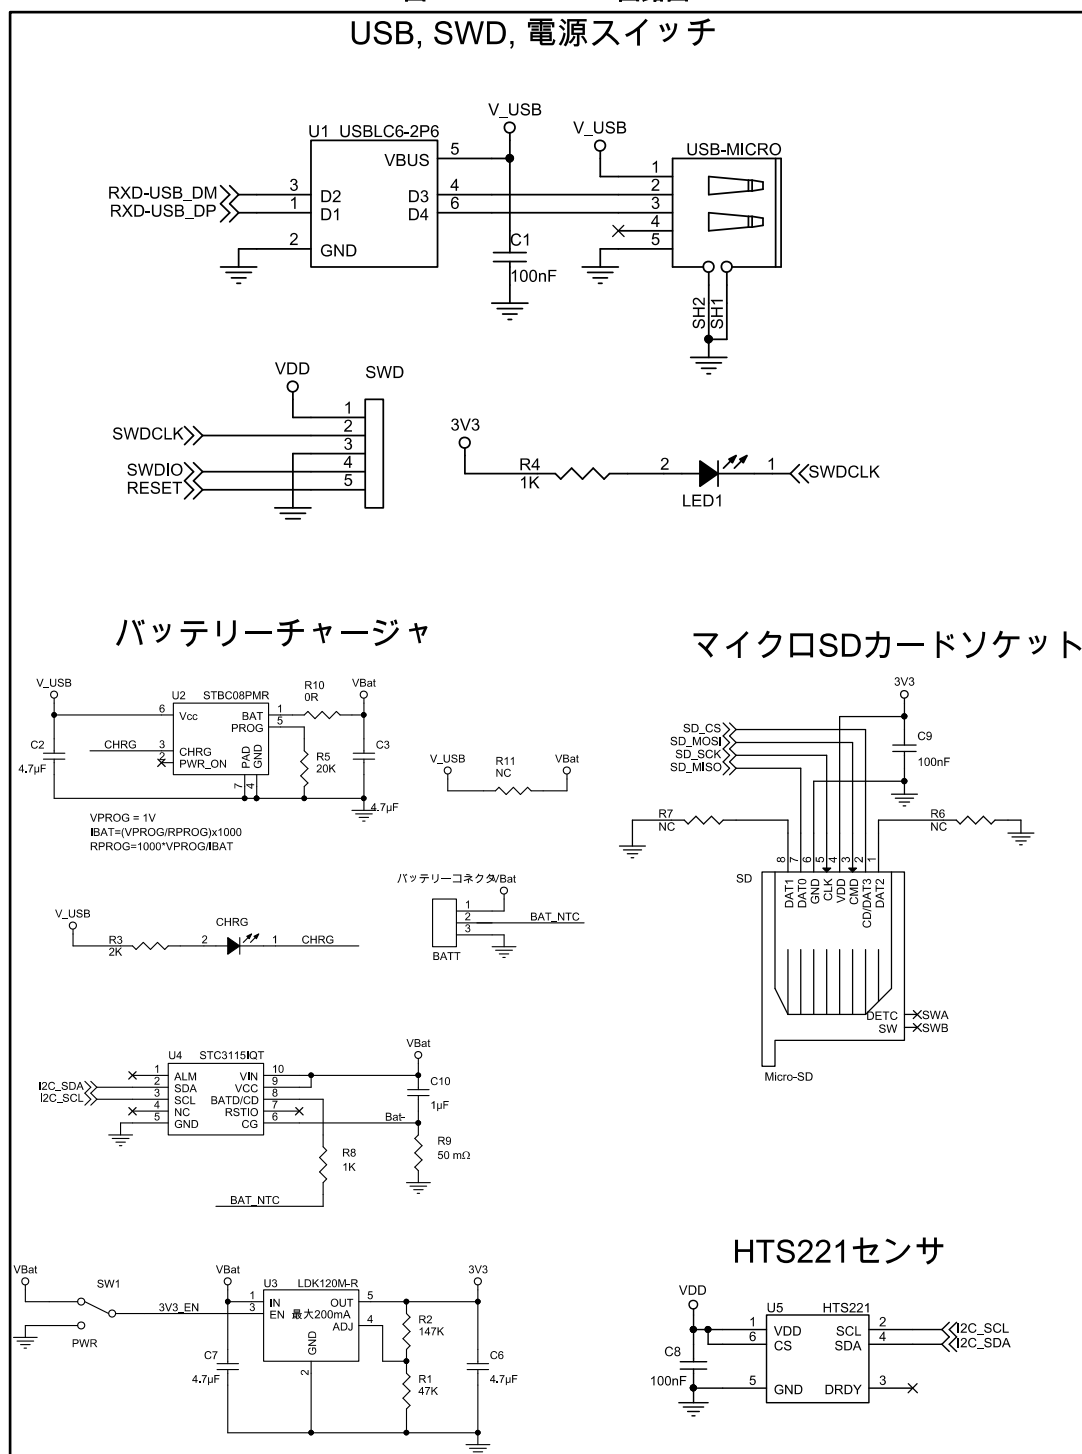 USB, SWD, 電源スイッチ
V_USB
V_USB
U1 USBLC6-2P6
USB-MICRO
VBUS
5
RXD-USB_DM
3
D2
D3
4
RXD-USB_DP
1
D1
D4
6
2
GND
1
2
3
4
5
C1
100nF
SH2
SH1
VDD
SWD
1
SWDCLK
2
3
SWDIO
4
RESET
5
3V3
R4
1K
2
LED1
1
SWDCLK
バッテリーチャージャ
V_USB
U2
STBC08PMR
R10
0R
VBat
6
Vcc
BAT
1
PROG
5
CHRG
3
CHRG
2
PWR_ON
PAD
GND
7
4
C2
4.7µF
R5
20K
C3
4.7µF
VPROG = 1V
IBAT=(VPROG/RPROG)x1000
RPROG=1000*VPROG/IBAT
V_USB
R11
NC
VBat
V_USB
R3
2K
2
CHRG
1
CHRG
バッテリーコネクタ
VBat
1
2
BAT_NTC
3
BATT
マイクロSDカードソケット
3V3
SD_CS
SD_MOSI
SD_SCK
SD_MISO
C9
100nF
R7
NC
R6
NC
8
7
6
5
4
3
2
1
SD
DAT1
DAT0
GND
CLK
VDD
CMD
CD/DAT3
DAT2
DETC
SWA
SW
SWB
Micro-SD
VBat
U4
STC3115IQT
1
ALM
VIN
10
I2C_SDA
2
SDA
VCC
9
I2C_SCL
3
SCL
BATD/CD
8
4
NC
RSTIO
7
5
GND
CG
6
Bat-
C10
1µF
R9
50 mΩ
R8
1K
BAT_NTC
VBat
SW1
3V3_EN
PWR
VBat
U3
LDK120M-R
3V3
1
IN
OUT
5
3
EN
最大200mA
ADJ
4
GND
2
C7
4.7µF
R2
147K
R1
47K
C6
4.7µF
HTS221センサ
VDD
U5
HTS221
1
VDD
SCL
2
I2C_SCL
6
CS
SDA
4
I2C_SDA
C8
100nF
5
GND
DRDY
3